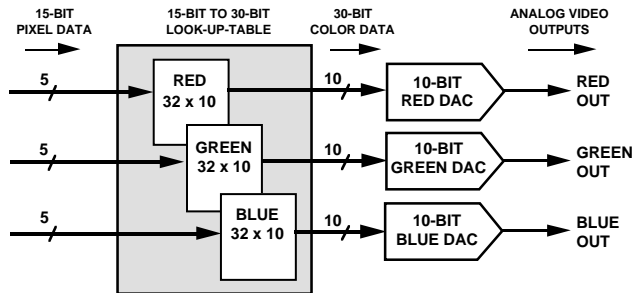 15-BIT
PIXEL DATA
15-BIT TO 30-BIT
LOOK-UP-TABLE
30-BIT
COLOR DATA
ANALOG VIDEO
OUTPUTS
5
RED
32 x 10
10
10-BIT
RED DAC
RED
OUT
5
GREEN
32 x 10
10
10-BIT
GREEN DAC
GREEN
OUT
5
BLUE
32 x 10
10
10-BIT
BLUE DAC
BLUE
OUT